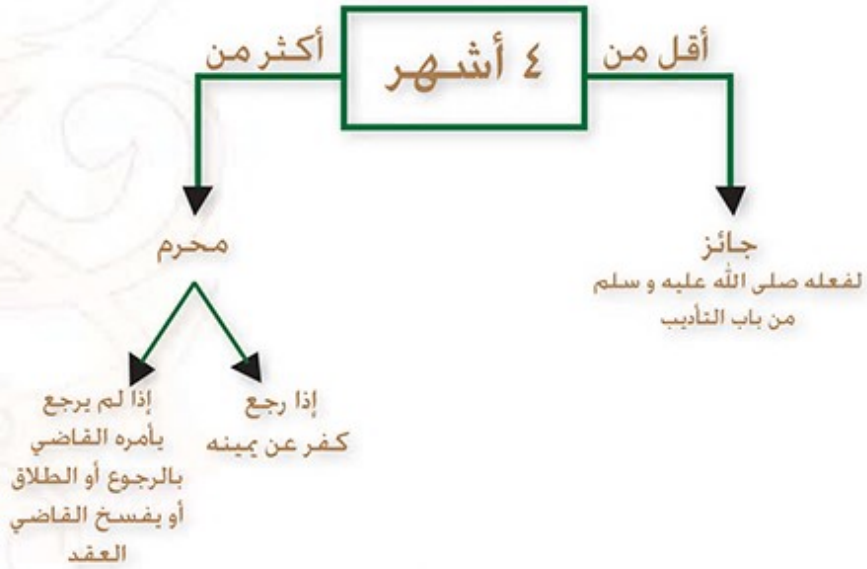 ٤ أشهر
أقل من
جائز
لفعله صلى الله عليه و سلم
من باب التأديب
أكثر من
محرم
إذا رجع
كفر عن يمينه
إذا لم يرجع
يأمره القاضي
بالرجوع أو الطلاق
أو يفسخ القاضي
العقد